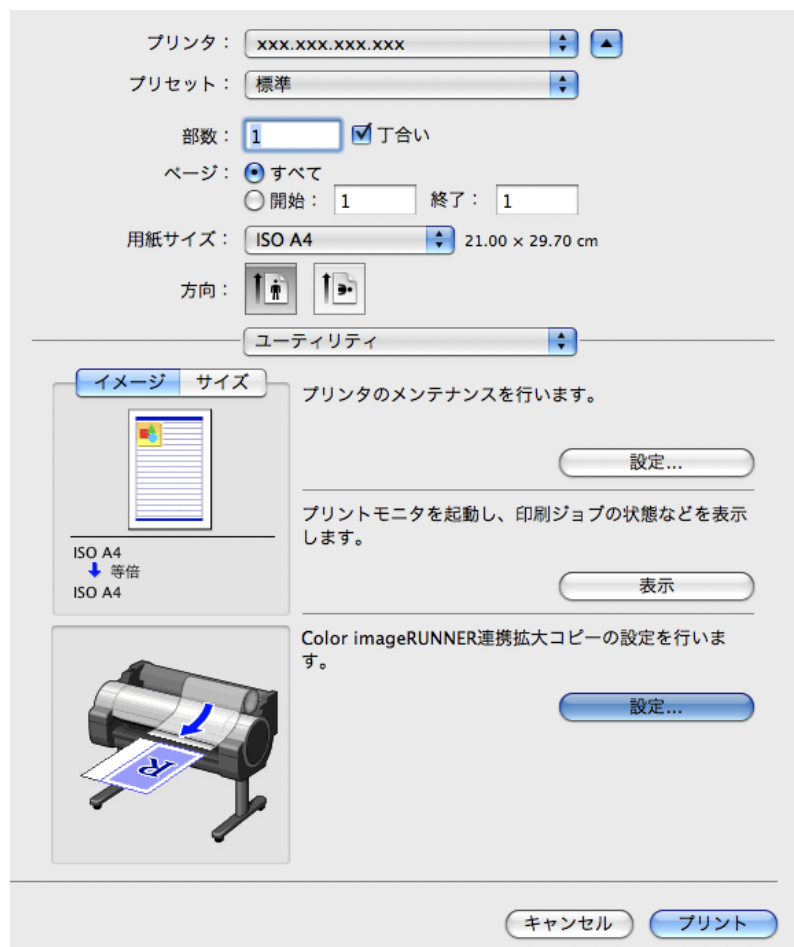 プリンタ： xxx.xxx.xxx.xxx
プリセット： 標準
部数： 1 丁合い
ページ： すべて
開始： 1 終了： 1
用紙サイズ： ISO A4 21.00 × 29.70 cm
方向：
ユーティリティ
イメージ サイズ
プリンタのメンテナンスを行います。
設定...
プリントモニタを起動し、印刷ジョブの状態などを表示
します。
ISO A4
等倍
ISO A4
表示
Color imageRUNNER連携拡大コピーの設定を行いま
す。
設定...
R
キャンセル プリント